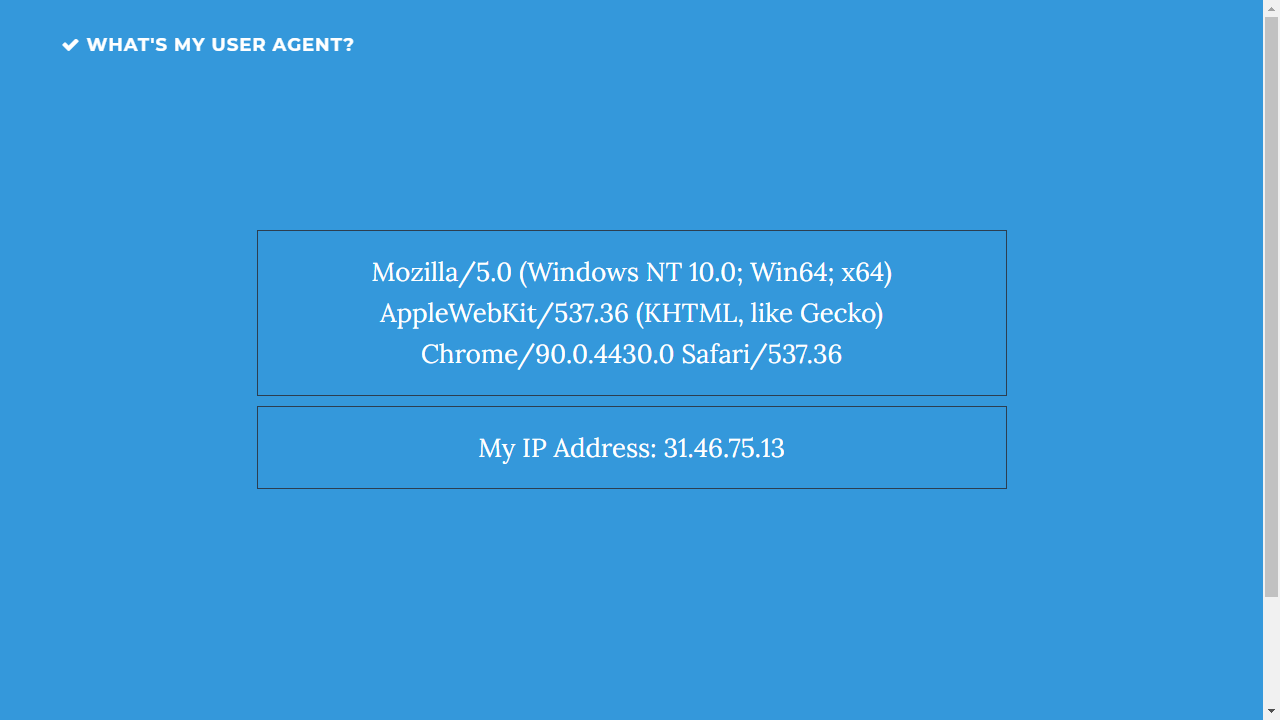 WHAT'S MY USER AGENT?
Mozilla/5.0 (Windows NT 10.0; Win64; x64)
AppleWebKit/537.36 (KHTML, like Gecko)
Chrome/90.0.4430.0 Safari/537.36
My IP Address: 31.46.75.13